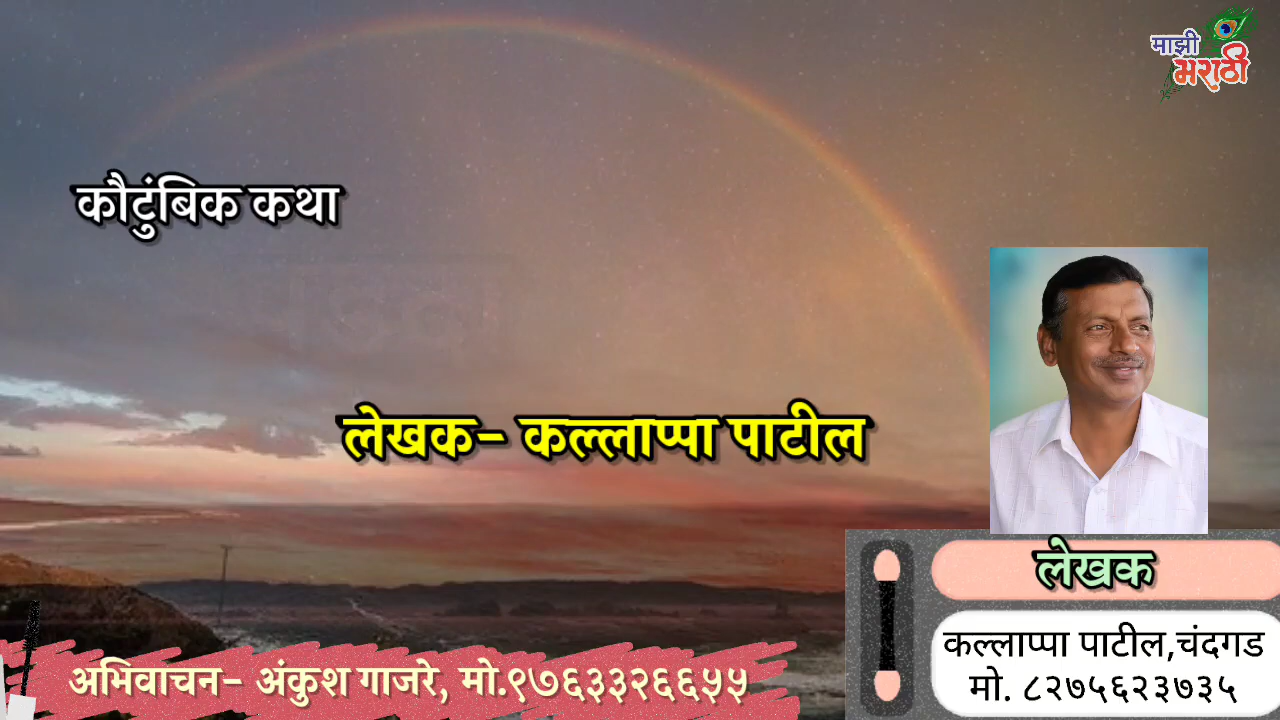 माझी
मराठी
कौटुंबिक कथा
लेखक- कल्लाप्पा पाटील
लेखक
कल्लाप्पा पाटील,चंदगड
मो. ८२७५६२३७३५
अभिवाचन- अंकुश गाजरे, मो.९७६३३२६६५५